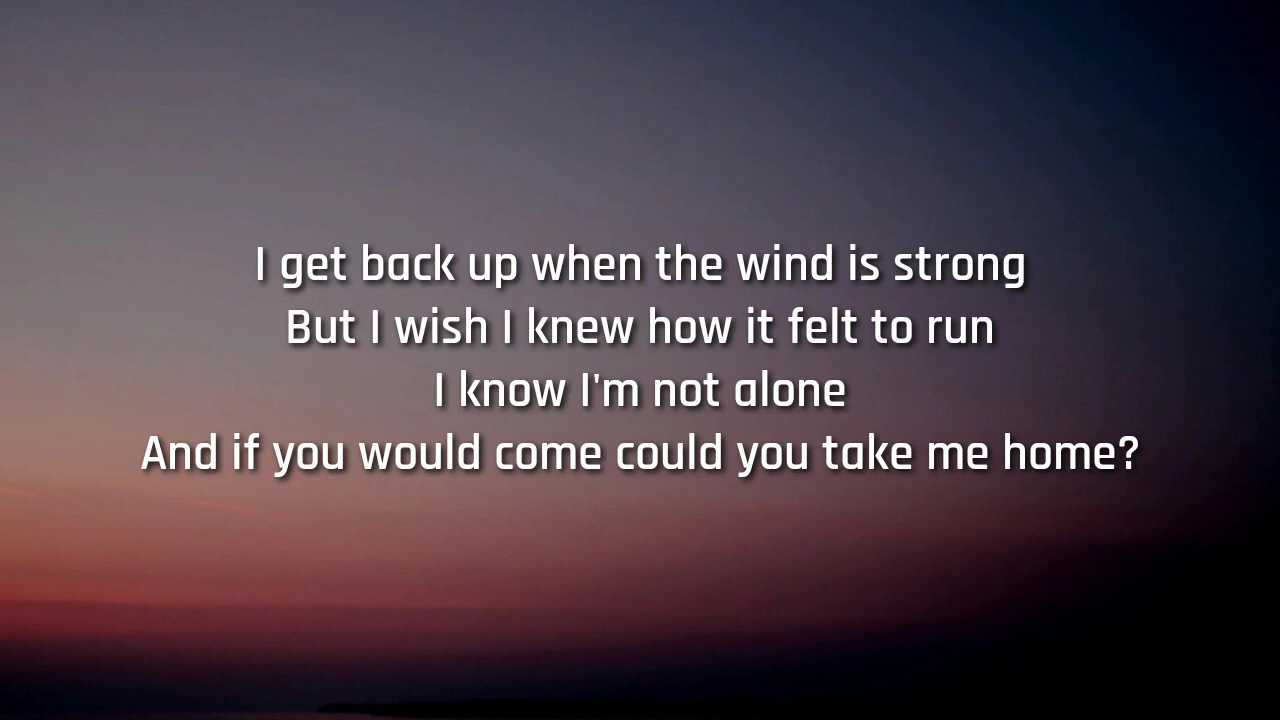 I get back up when the wind is strong
But I wish I knew how it felt to run
I know I'm not alone
And if you would come could you take me home?